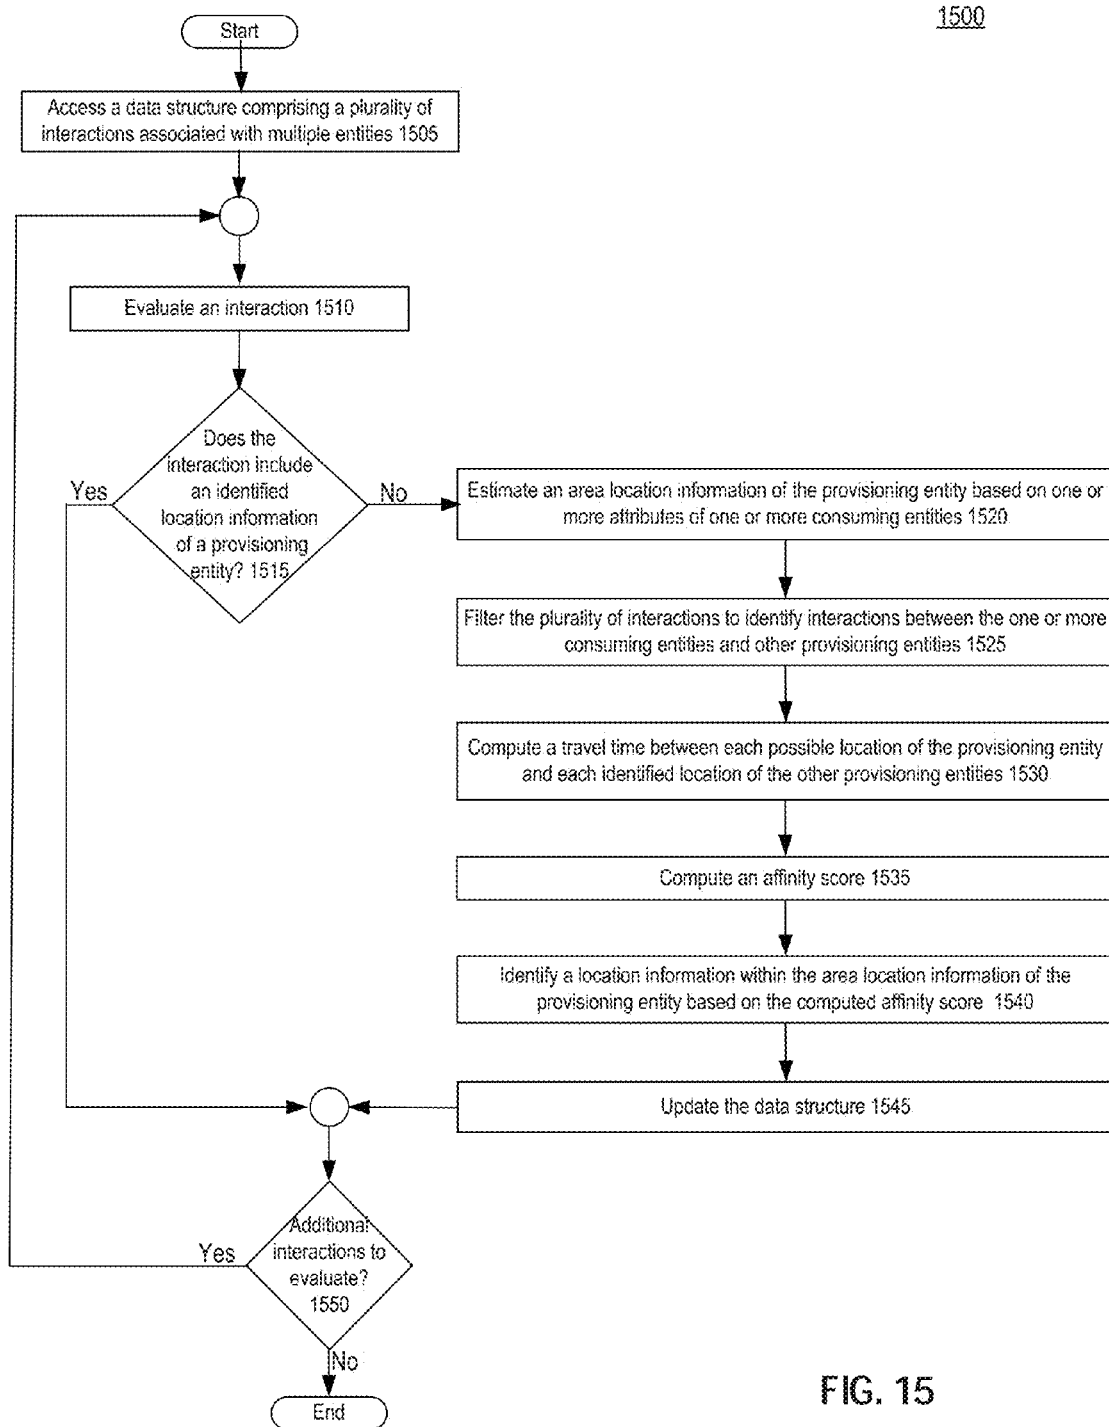 1500
Start
Access a data structure comprising a plurality of
interactions associated with multiple entities 1505
Evaluate an interaction 1510
Does the
interaction include
an identified
location information
of a provisioning
entity? 1515
Yes
No
Estimate an area location information of the provisioning entity based on one or
more attributes of one or more consuming entities 1520
Filter the plurality of interactions to identify interactions between the one or more
consuming entities and other provisioning entities 1525
Compute a travel time between each possible location of the provisioning entity
and each identified location of the other provisioning entities 1530
Compute an affinity score 1535
Identify a location information within the area location information of the
provisioning entity based on the computed affinity score 1540
Update the data structure 1545
Additional
interactions to
evaluate?
1550
Yes
No
End
FIG. 15